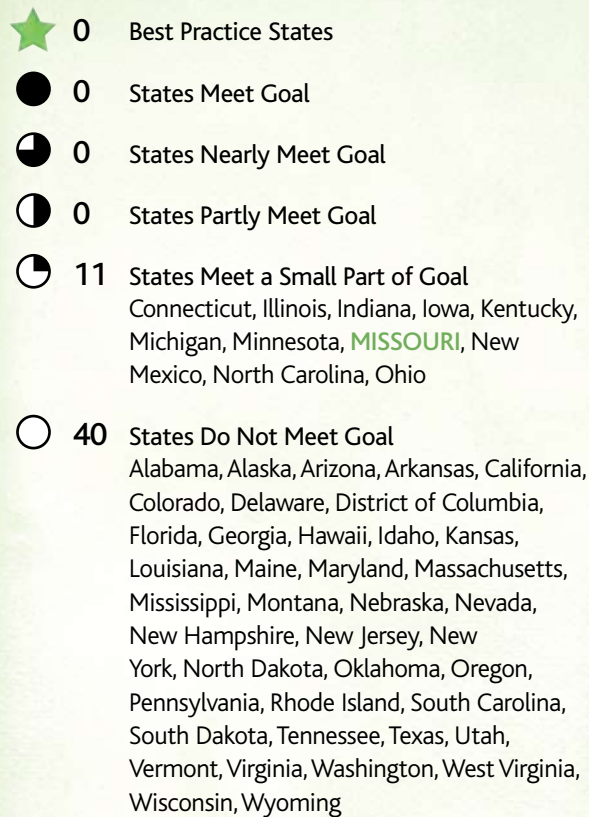 0 Best Practice States
0 States Meet Goal
0 States Nearly Meet Goal
0 States Partly Meet Goal
11 States Meet a Small Part of Goal
Connecticut, Illinois, Indiana, Iowa, Kentucky,
Michigan, Minnesota, MISSOURI, New
Mexico, North Carolina, Ohio
40 States Do Not Meet Goal
Alabama, Alaska, Arizona, Arkansas, California,
Colorado, Delaware, District of Columbia,
Florida, Georgia, Hawaii, Idaho, Kansas,
Louisiana, Maine, Maryland, Massachusetts,
Mississippi, Montana, Nebraska, Nevada,
New Hampshire, New Jersey, New
York, North Dakota, Oklahoma, Oregon,
Pennsylvania, Rhode Island, South Carolina,
South Dakota, Tennessee, Texas, Utah,
Vermont, Virginia, Washington, West Virginia,
Wisconsin, Wyoming